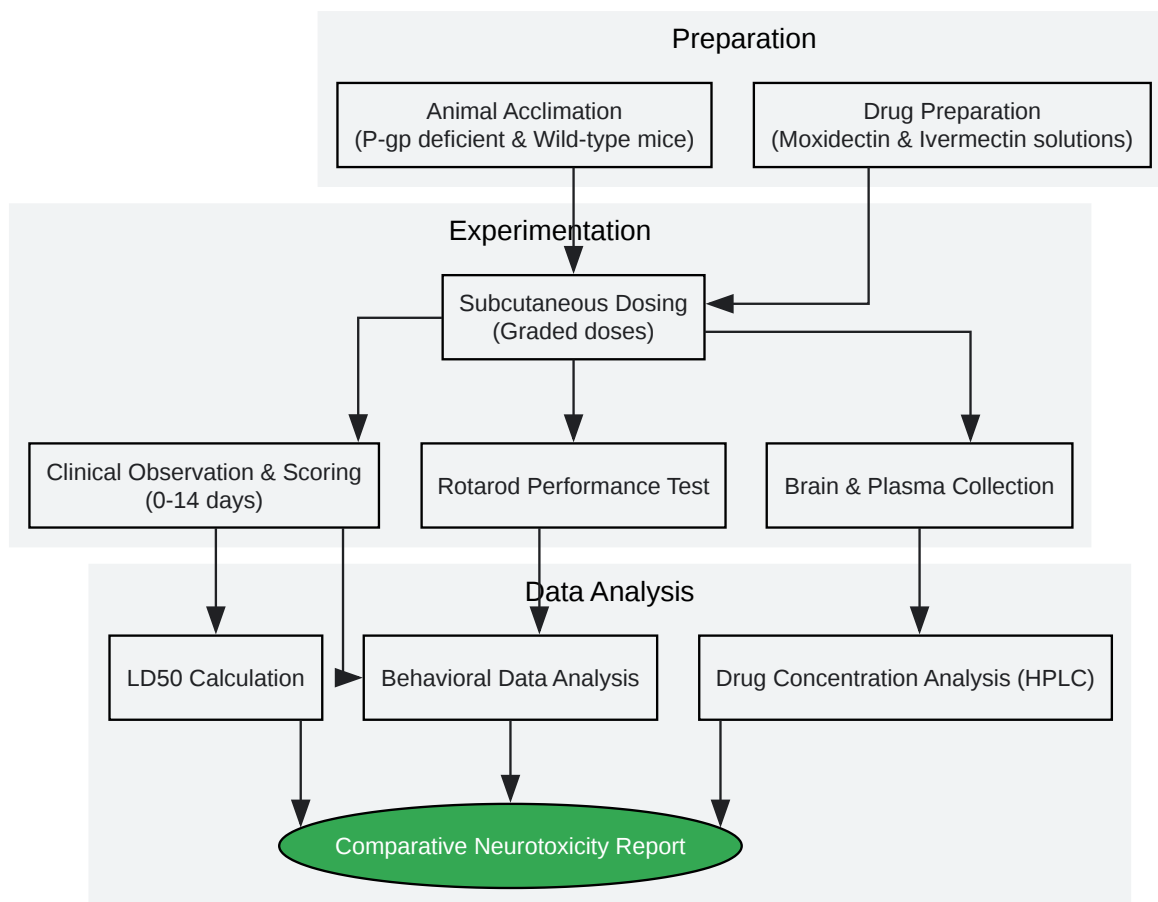 Preparation
Animal Acclimation
(P-gp deficient & Wild-type mice)
Drug Preparation
(Moxidectin & Ivermectin solutions)
Experimentation
Subcutaneous Dosing
(Graded doses)
Clinical Observation & Scoring
(0-14 days)
Rotarod Performance Test
Brain & Plasma Collection
Data Analysis
LD50 Calculation
Behavioral Data Analysis
Drug Concentration Analysis (HPLC)
Comparative Neurotoxicity Report